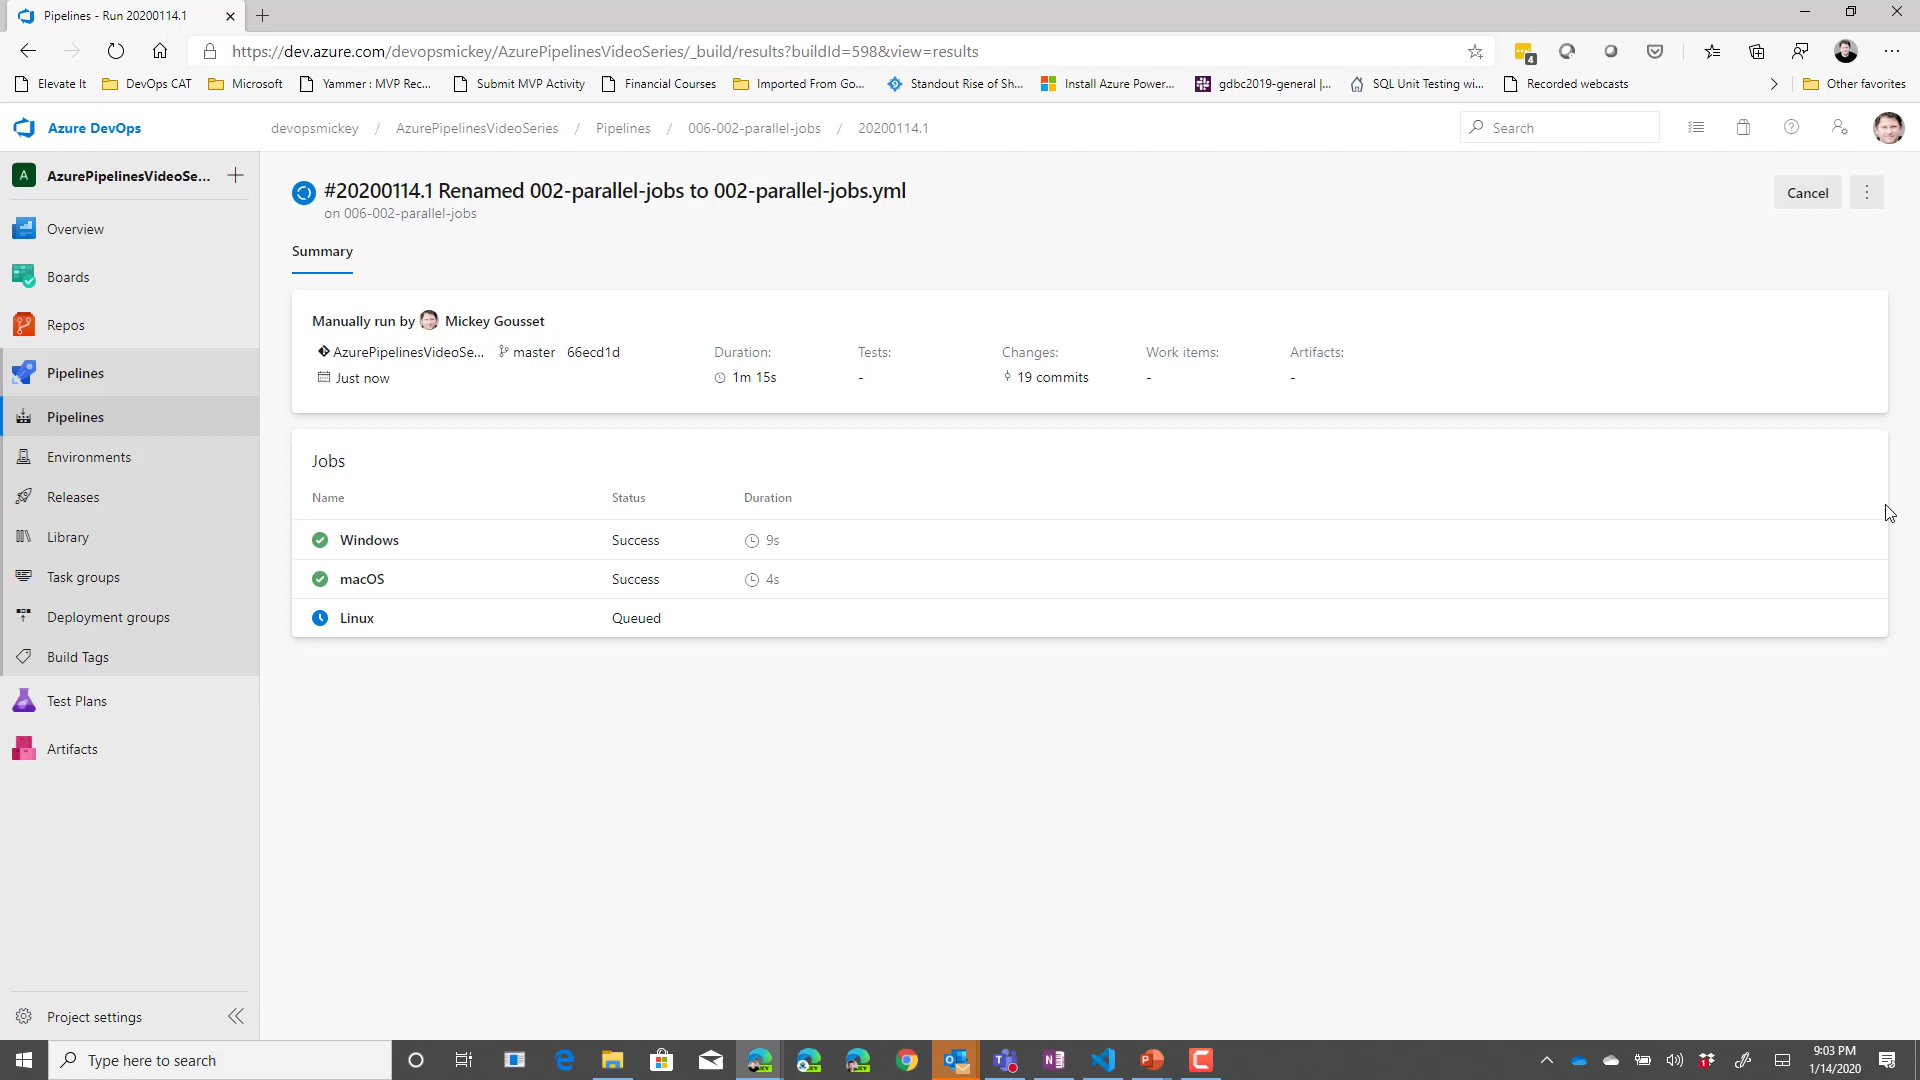 Pipelines - Run 20200114.1
https://dev.azure.com/devopsmickey/AzurePipelinesVideoSeries/_build/results?buildId=598&view=results
4
Elevate It
DevOps CAT
Microsoft
Yammer : MVP Rec...
Submit MVP Activity
Financial Courses
Imported From Go...
Standout Rise of Sh...
Install Azure Power...
gdbc2019-general |...
SQL Unit Testing wi...
Recorded webcasts
Other favorites
Azure DevOps
devopsmickey / AzurePipelinesVideoSeries / Pipelines / 006-002-parallel-jobs / 20200114.1
Search
A
AzurePipelinesVideoSe...
Overview
Boards
Repos
Pipelines
Pipelines
Environments
Releases
Library
Task groups
Deployment groups
Build Tags
Test Plans
Artifacts
Project settings
#20200114.1 Renamed 002-parallel-jobs to 002-parallel-jobs.yml
on 006-002-parallel-jobs
Cancel
Summary
Manually run by Mickey Gousset
AzurePipelinesVideoSe... master 66ecd1d
Just now
Duration:
1m 15s
Tests:
-
Changes:
19 commits
Work items:
-
Artifacts:
-
Jobs
Name Status Duration
Windows Success 9s
macOS Success 4s
Linux Queued
Type here to search
9:03 PM
1/14/2020